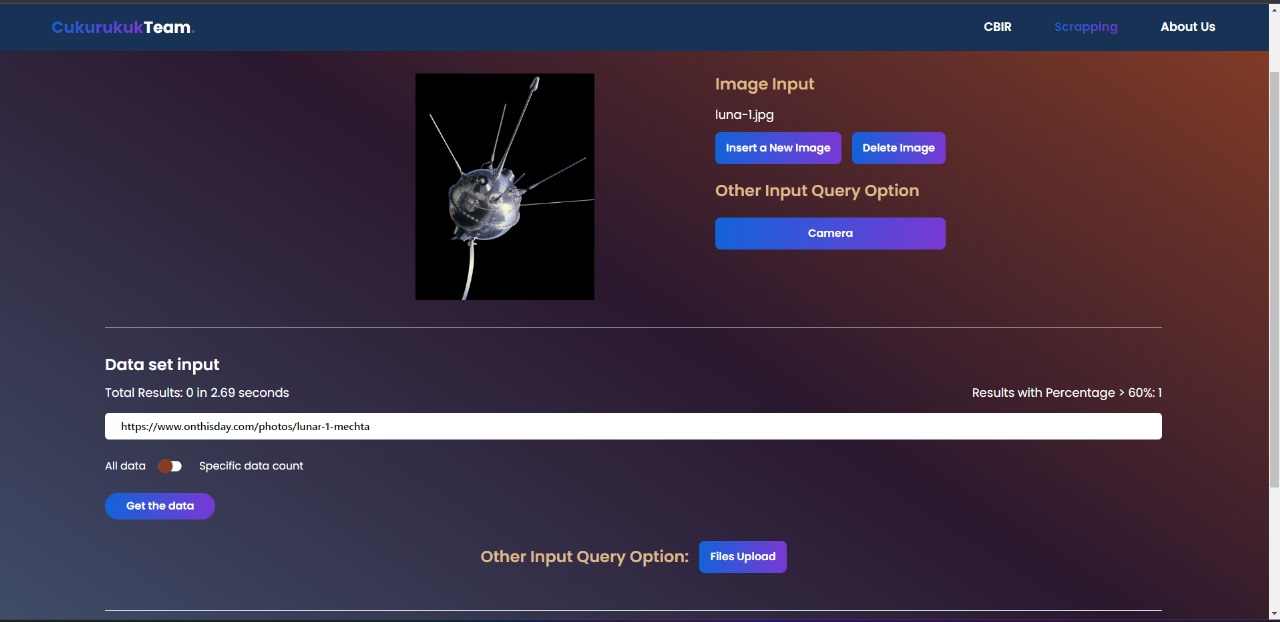 CukurukukTeam.
CBIR Scrapping About Us
Image Input
luna-1.jpg
Insert a New Image Delete Image
Other Input Query Option
Camera
Data set input
Total Results: 0 in 2.69 seconds Results with Percentage > 60%: 1
https://www.onthisday.com/photos/lunar-1-mechta
All data Specific data count
Get the data
Other Input Query Option: Files Upload